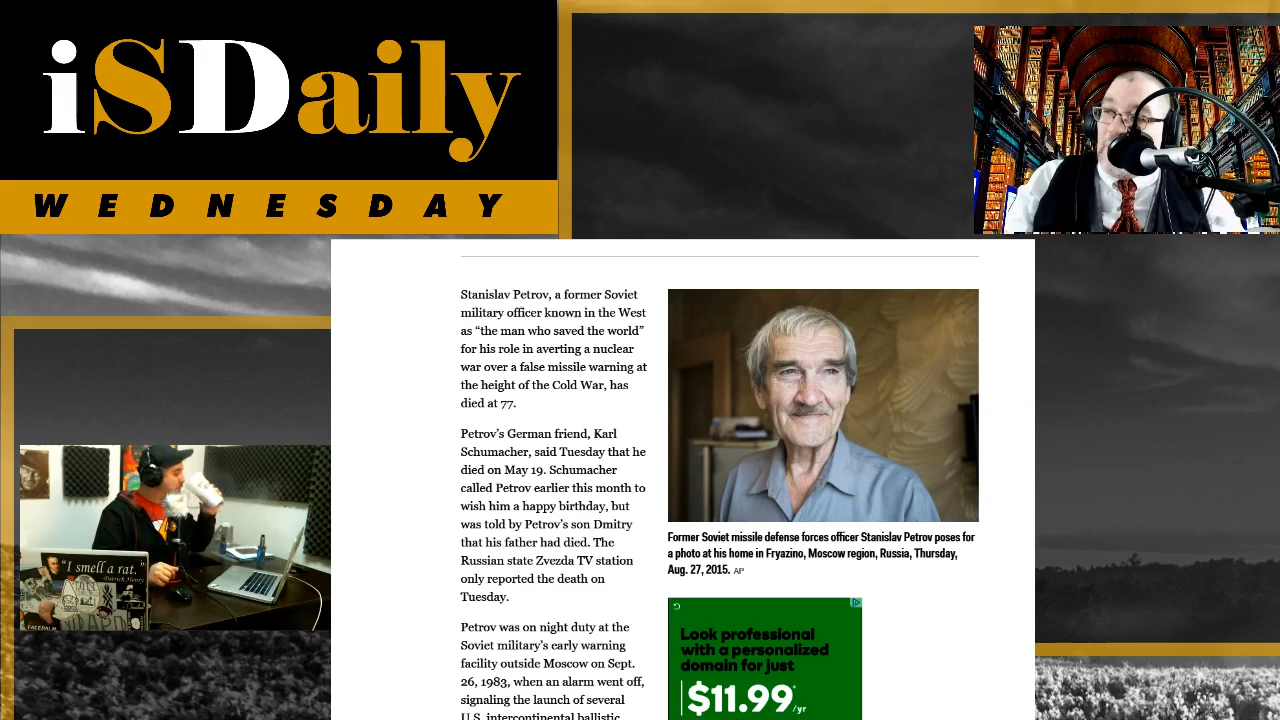 iSDaily
WEDNESDAY
Stanislav Petrov, a former Soviet
military officer known in the West
as “the man who saved the world”
for his role in averting a nuclear
war over a false missile warning at
the height of the Cold War, has
died at 77.
Petrov’s German friend, Karl
Schumacher, said Tuesday that he
died on May 19. Schumacher
called Petrov earlier this month to
wish him a happy birthday, but
was told by Petrov’s son Dmitry
that his father had died. The
Russian state Zvezda TV station
only reported the death on
Tuesday.
Petrov was on night duty at the
Soviet military’s early warning
facility outside Moscow on Sept.
26, 1983, when an alarm went off,
signaling the launch of several
U.S. intercontinental ballistic
Former Soviet missile defense forces officer Stanislav Petrov poses for
a photo at his home in Fryazino, Moscow region, Russia, Thursday,
Aug. 27, 2015. AP
Look professional
with a personalized
domain for just
$11.99*/yr
"I smell a rat."
-Patrick Henry
FACEPALM